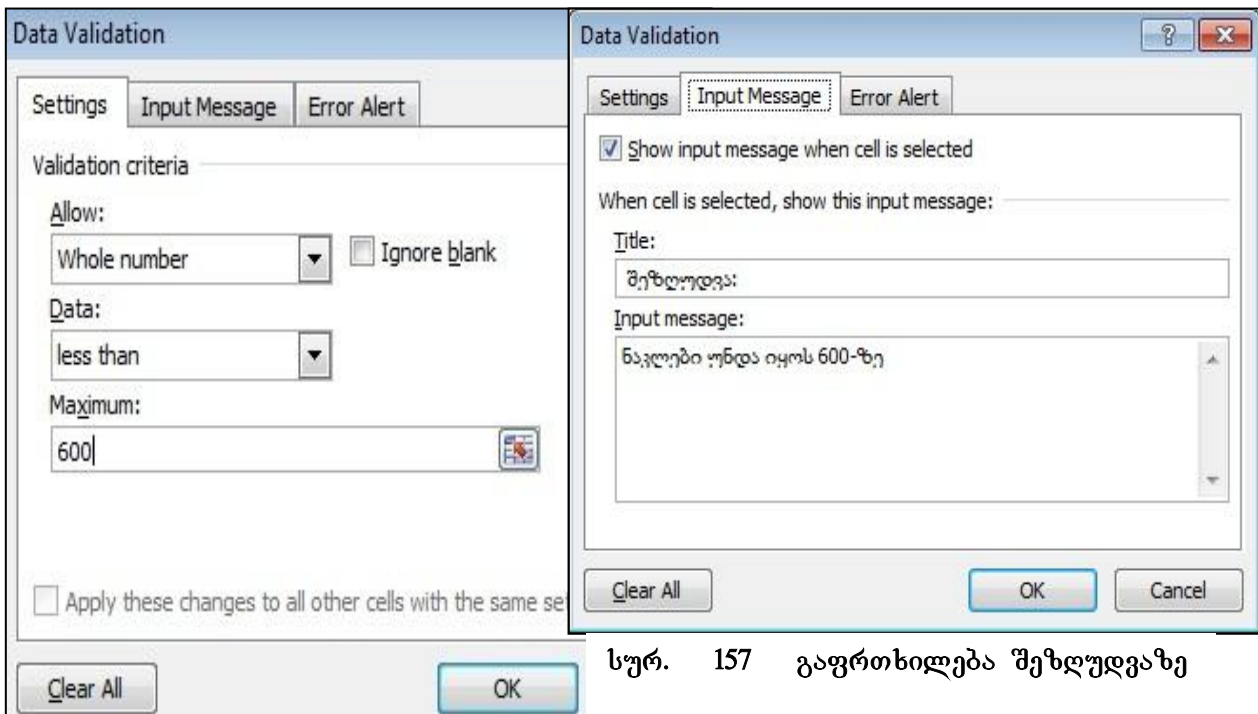 Data Validation
Settings Input Message Error Alert
Validation criteria
Allow:
Whole number Ignore blank
Data:
less than
Maximum:
600
Apply these changes to all other cells with the same se
Clear All OK
Data Validation
Settings Input Message Error Alert
Show input message when cell is selected
When cell is selected, show this input message:
Title:
შეზღუდვა:
Input message:
ნაკლები უნდა იყოს 600-ზე
Clear All OK Cancel
სურ. 157 გაფრთხილება შეზღუდვაზე